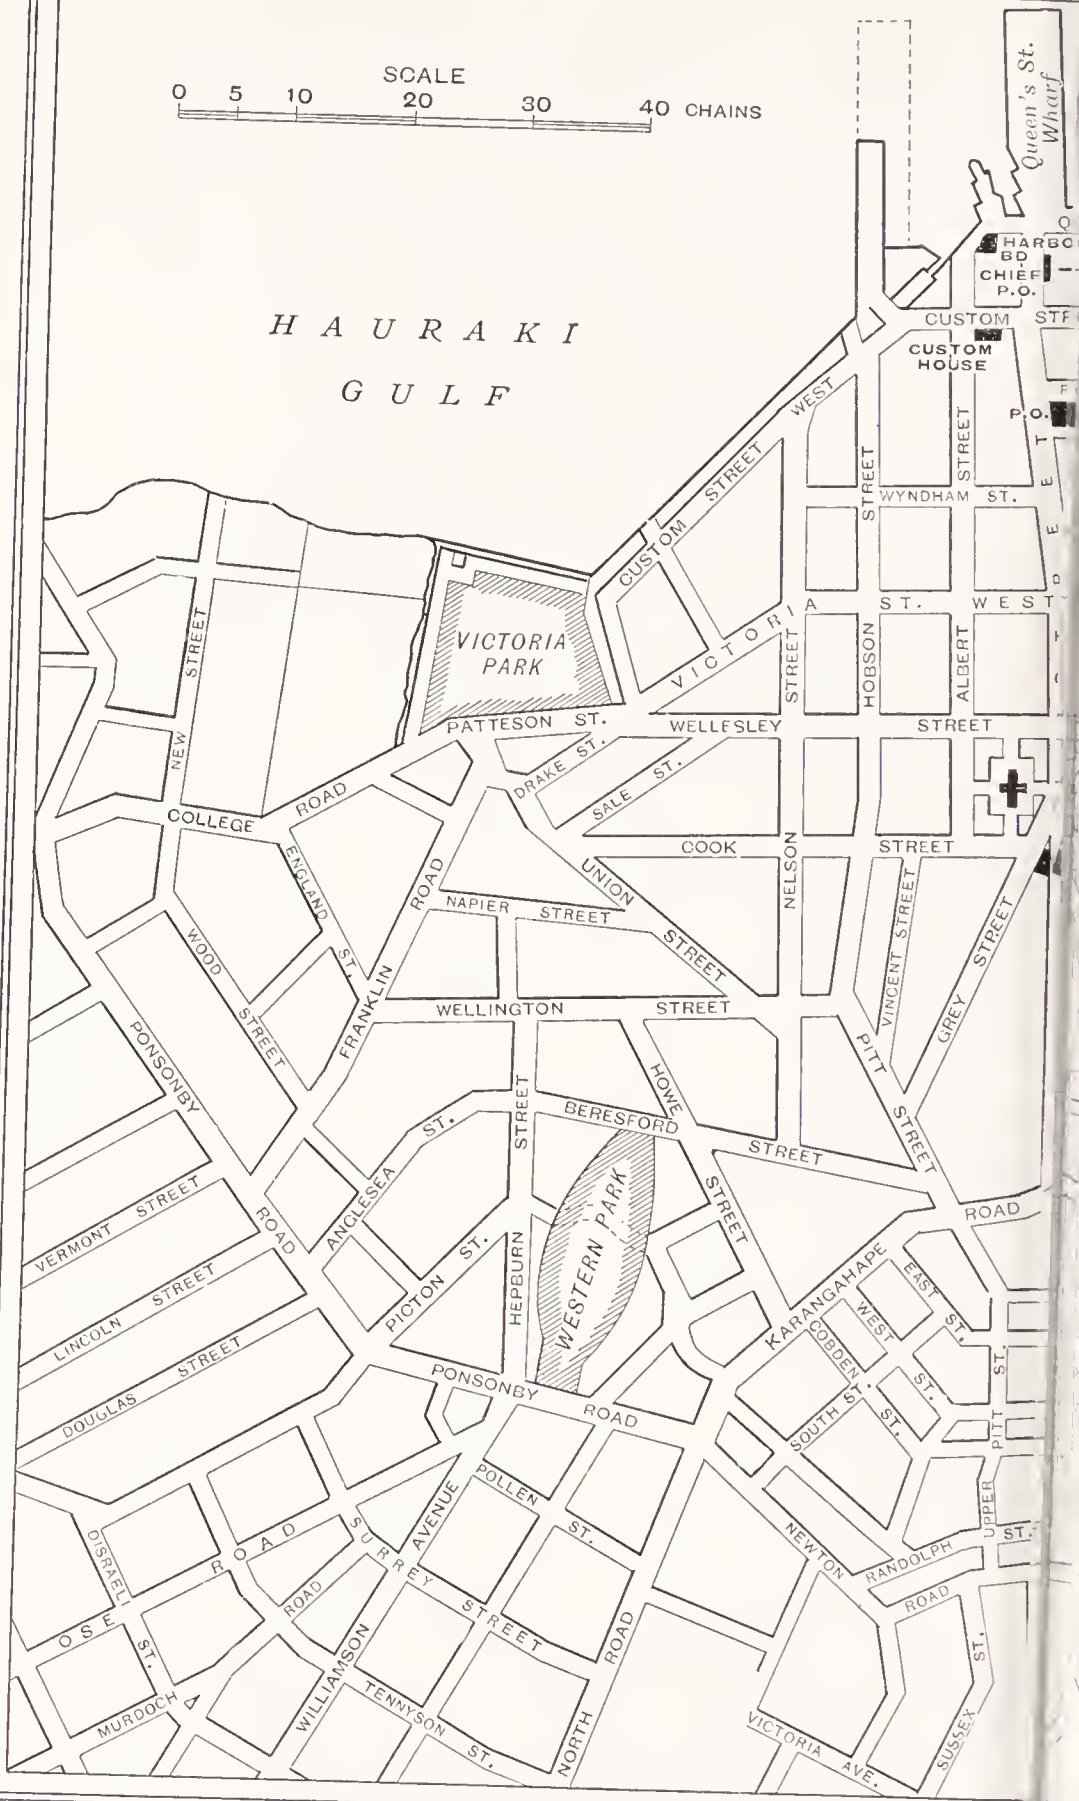 SCALE
0 5 10 20 30 40 CHAINS
Queen's St.
Wharf
HAURAKI
GULF
HARBO
BD
CHIEF
P.O.
CUSTOM STR
CUSTOM
HOUSE
P.O.
CUSTOM STREET WEST
STREET
STREET
WYNDHAM ST.
VICTORIA ST. WEST
VICTORIA
PARK
NEW STREET
NELSON STREET
HOBSON
ALBERT
PATTESON ST.
WELLESLEY STREET
DRAKE ST.
SALE ST.
COLLEGE ROAD
COOK STREET
ENGLAND ST.
FRANKLIN ROAD
UNION STREET
NAPIER STREET
VINCENT STREET
GREY STREET
WOOD STREET
WELLINGTON STREET
PONSONBY ROAD
PITT STREET
HOWE STREET
BERESFORD STREET
ANGLESEA ST.
HEPBURN STREET
WESTERN PARK
VERMONT STREET
LINCOLN STREET
DOUGLAS STREET
PICTON ST.
KARANGAHAPE ROAD
EAST ST.
WEST ST.
COBDEN ST.
SOUTH ST.
UPPER PITT ST.
PONSONBY ROAD
POLLEN ST.
SURREY STREET
WILLIAMSON AVENUE
DISRAELI ST.
OSE ROAD
ROAD
MURDOCH
TENNYSON ST.
NORTH ROAD
NEWTON ROAD
RANDOLPH ST.
VICTORIA AVE.
SUSSEX ST.